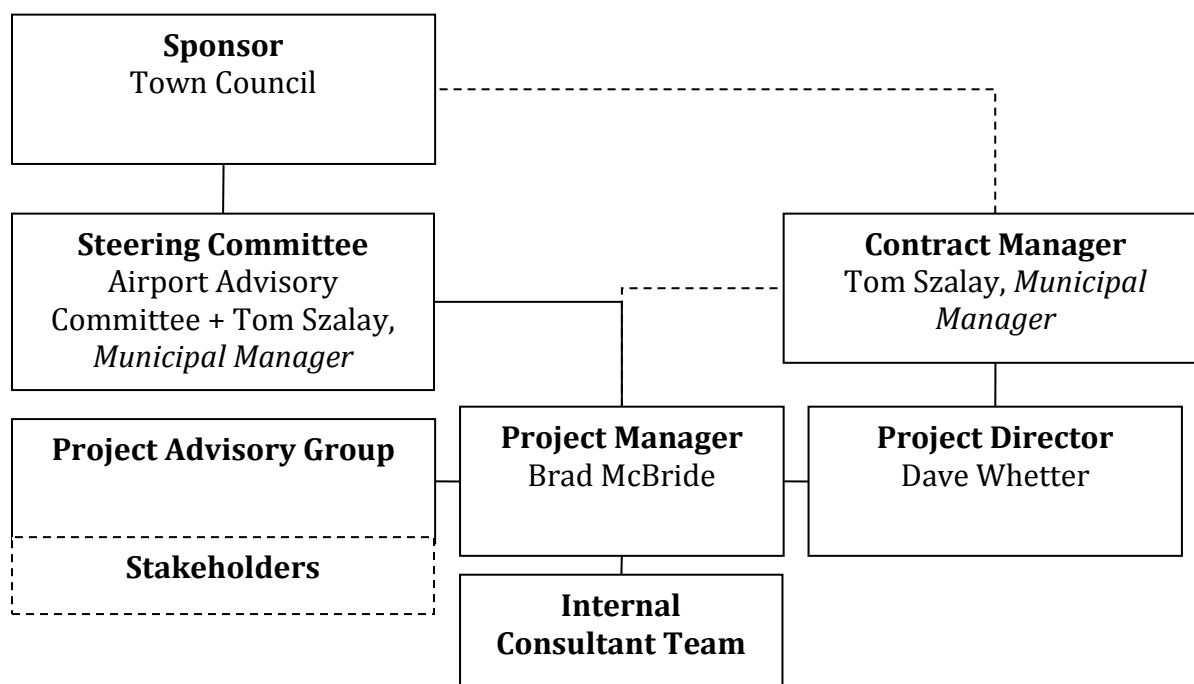 Sponsor
Town Council
Steering Committee
Airport Advisory
Committee + Tom Szalay,
Municipal Manager
Contract Manager
Tom Szalay, Municipal
Manager
Project Advisory Group
Project Manager
Brad McBride
Project Director
Dave Whetter
Stakeholders
Internal
Consultant Team